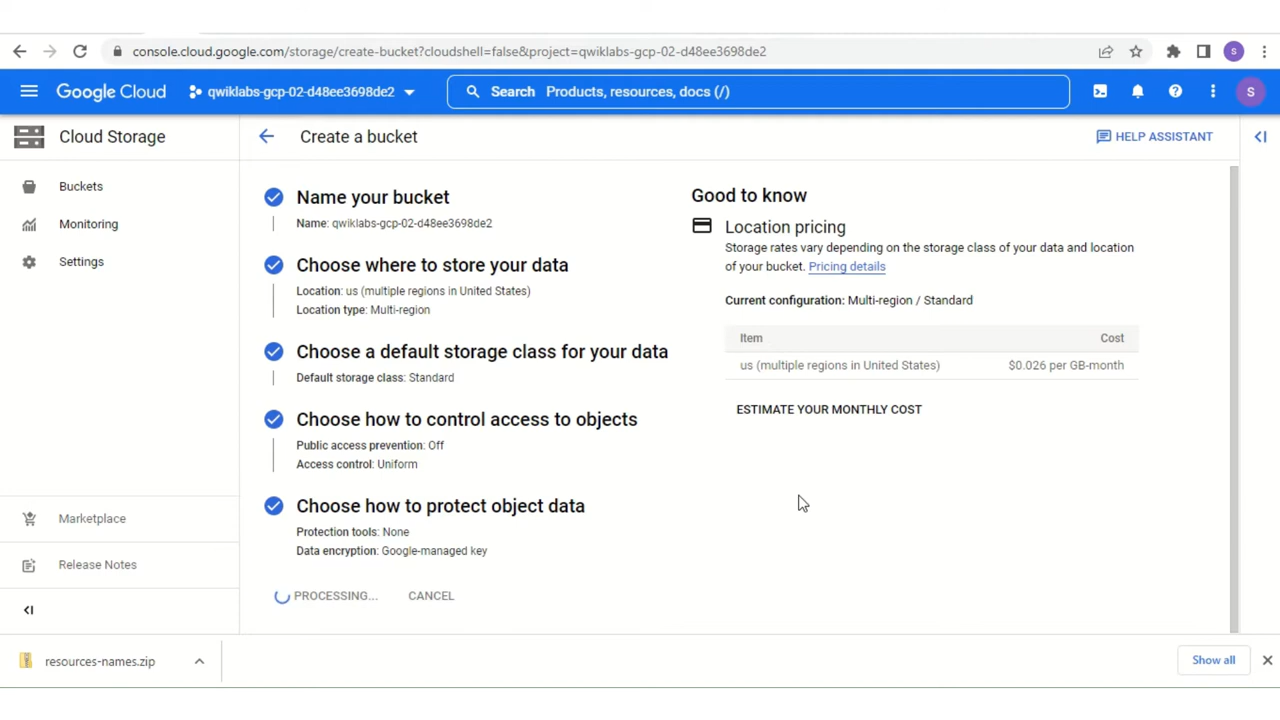 console.cloud.google.com/storage/create-bucket?cloudshell=false&project=qwiklabs-gcp-02-d48ee3698de2
S
Google Cloud
qwiklabs-gcp-02-d48ee3698de2
Search Products, resources, docs (/)
S
Cloud Storage
Create a bucket
HELP ASSISTANT
Buckets
Monitoring
Settings
Marketplace
Release Notes
Name your bucket
Name: qwiklabs-gcp-02-d48ee3698de2
Choose where to store your data
Location: us (multiple regions in United States)
Location type: Multi-region
Choose a default storage class for your data
Default storage class: Standard
Choose how to control access to objects
Public access prevention: Off
Access control: Uniform
Choose how to protect object data
Protection tools: None
Data encryption: Google-managed key
PROCESSING... CANCEL
Good to know
Location pricing
Storage rates vary depending on the storage class of your data and location
of your bucket. Pricing details
Current configuration: Multi-region / Standard
Item Cost
us (multiple regions in United States) $0.026 per GB-month
ESTIMATE YOUR MONTHLY COST
resources-names.zip
Show all